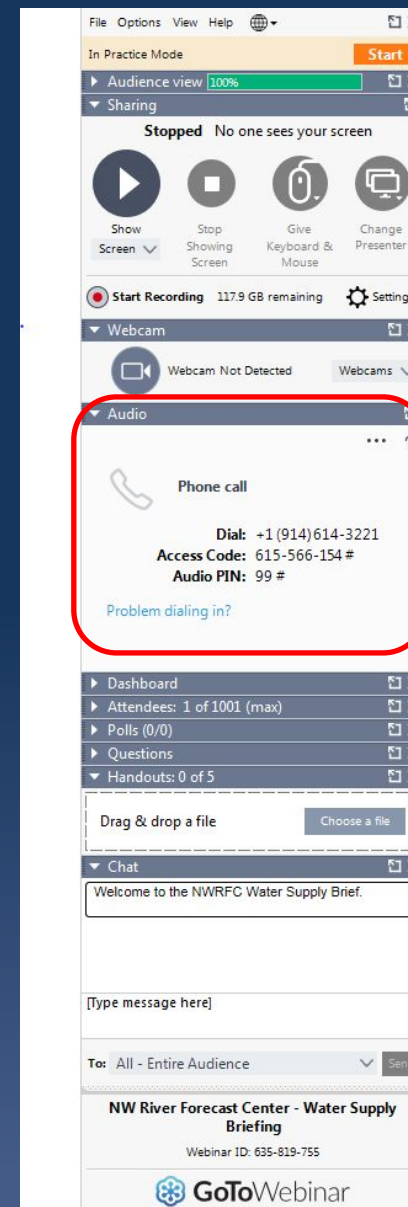 File Options View Help
In Practice Mode Start
Audience view 100%
Sharing
Stopped No one sees your screen
Show Stop Give Change
Screen Showing Keyboard & Presenter
Screen Mouse
Start Recording 117.9 GB remaining Setting
Webcam
Webcam Not Detected Webcams
Audio
...
Phone call
Dial: +1 (914) 614-3221
Access Code: 615-566-154 #
Audio PIN: 99 #
Problem dialing in?
Dashboard
Attendees: 1 of 1001 (max)
Polls (0/0)
Questions
Handouts: 0 of 5
Drag & drop a file Choose a file
Chat
Welcome to the NWRFC Water Supply Brief.
[Type message here]
To: All - Entire Audience Sen
NW River Forecast Center - Water Supply
Briefing
Webinar ID: 635-819-755
GoToWebinar